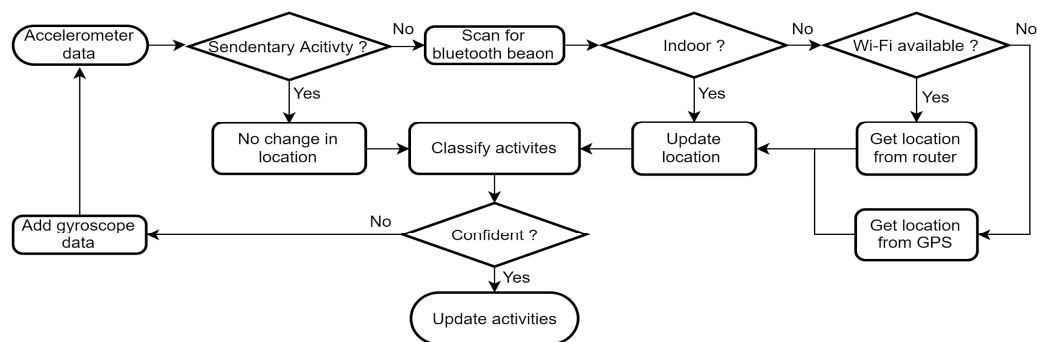 Accelerometer
data
Sendentary Acitivty ?
No
Scan for
bluetooth beaon
Indoor ?
No
Wi-Fi available ?
No
Yes
Yes
Yes
No change in
location
Classify activites
Update
location
Get location
from router
Add gyroscope
data
No
Confident ?
Get location
from GPS
Yes
Update activities